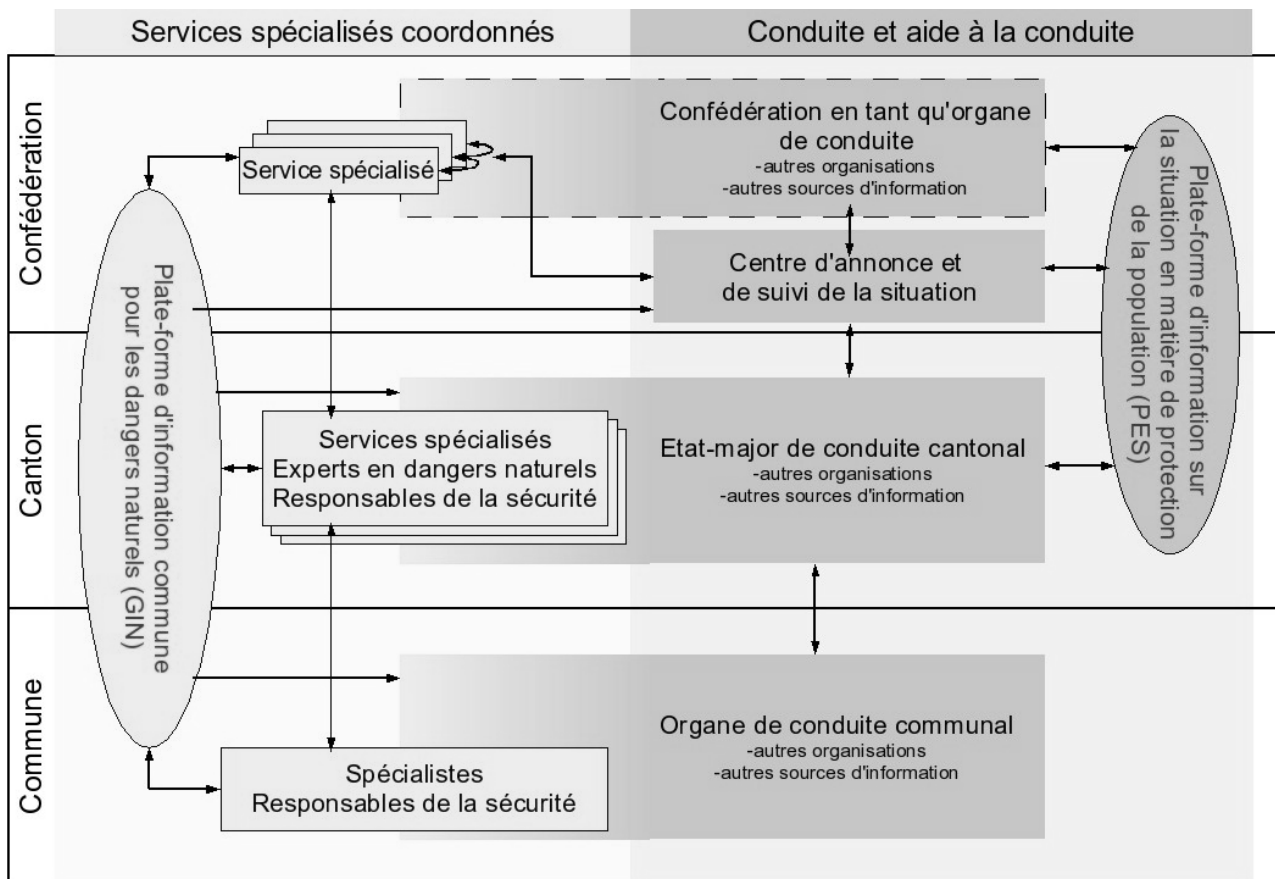 Services spécialisés coordonnés
Conduite et aide à la conduite
Confédération
Service spécialisé
Confédération en tant qu'organe
de conduite
-autres organisations
-autres sources d'information
Centre d'annonce et
de suivi de la situation
Plate-forme d'information commune
pour les dangers naturels (GIN)
Plate-forme d'information sur
la situation en matière de protection
de la population (PES)
Canton
Services spécialisés
Experts en dangers naturels
Responsables de la sécurité
Etat-major de conduite cantonal
-autres organisations
-autres sources d'information
Commune
Spécialistes
Responsables de la sécurité
Organe de conduite communal
-autres organisations
-autres sources d'information